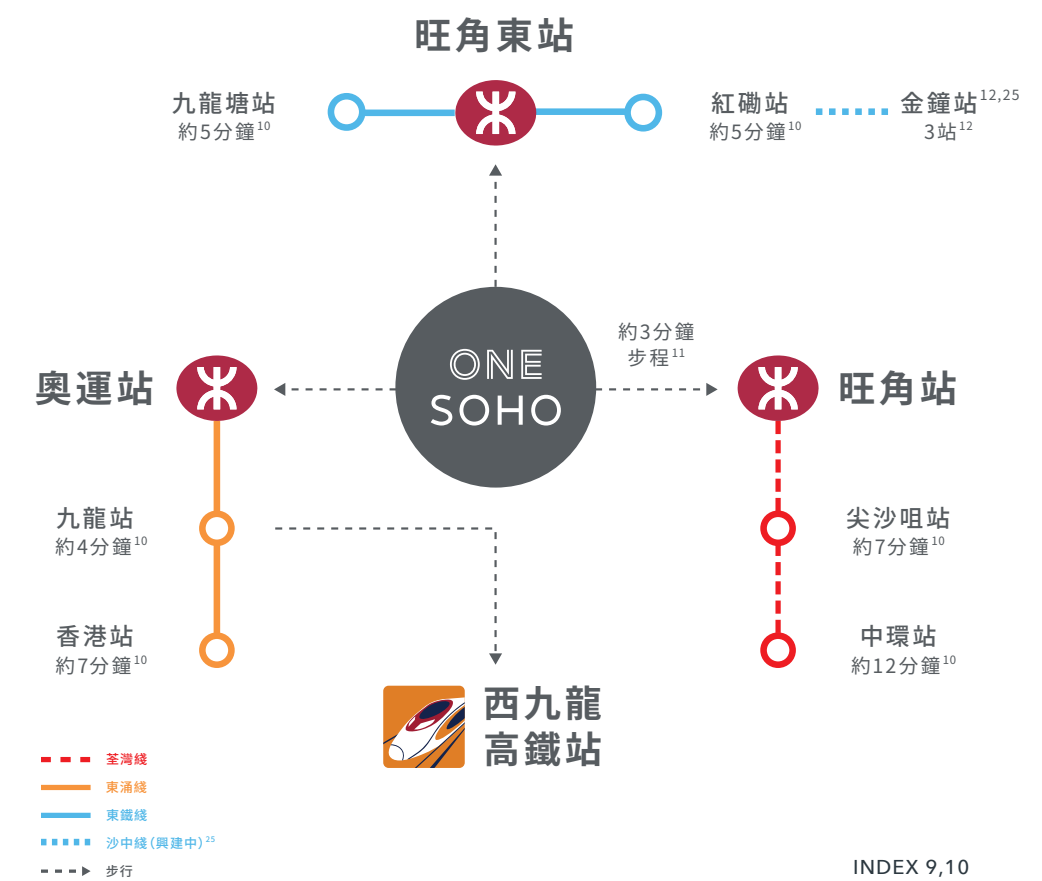 旺角東站
九龍塘站
約5分鐘10
紅磡站
約5分鐘10
金鐘站12,25
3站12
約3分鐘
步程11
ONE
SOHO
奧運站
旺角站
九龍站
約4分鐘10
尖沙咀站
約7分鐘10
香港站
約7分鐘10
中環站
約12分鐘10
西九龍
高鐵站
荃灣綫
東涌綫
東鐵綫
沙中綫(興建中)25
步行
INDEX 9,10